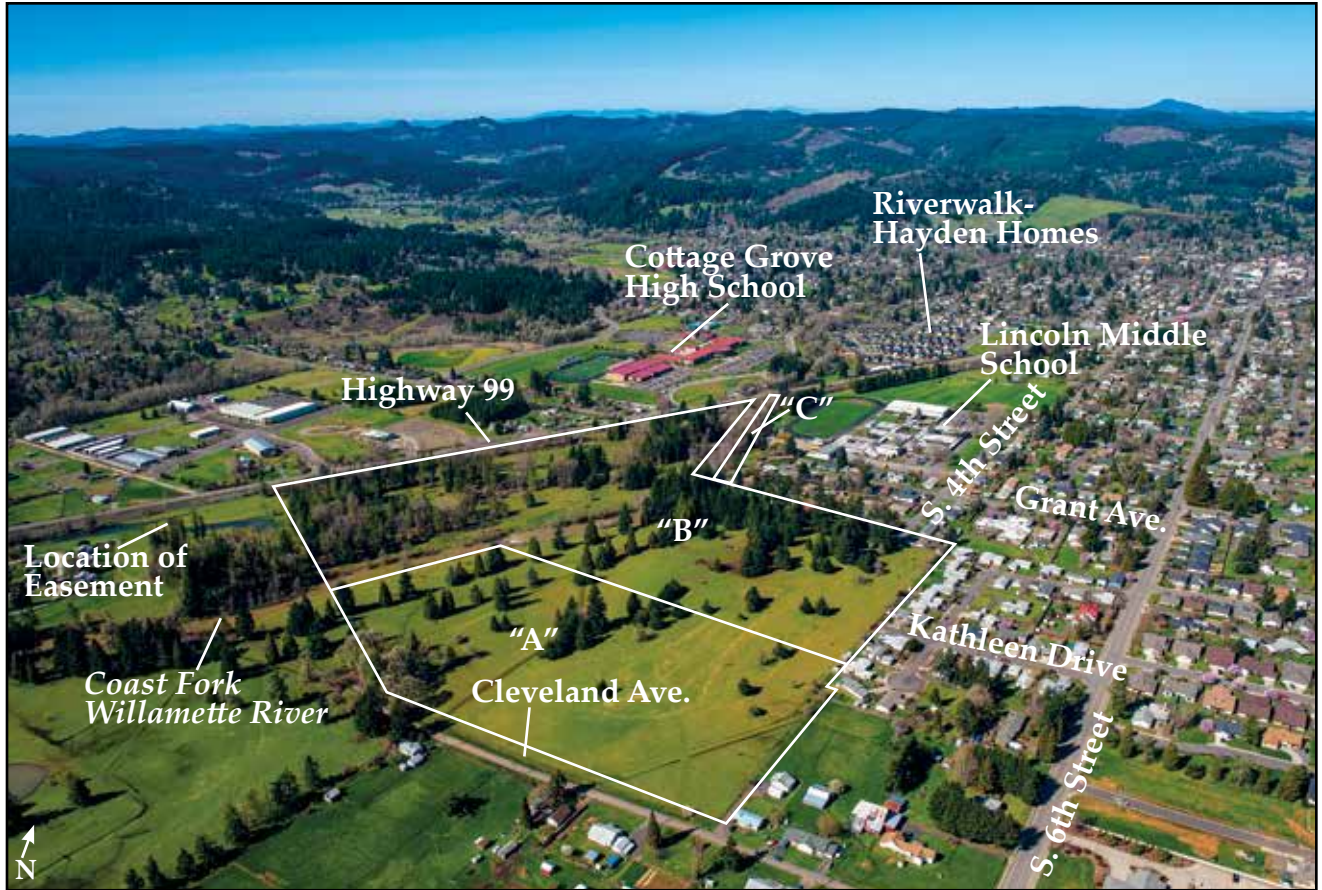 Riverwalk-
Hayden Homes
Cottage Grove
High School
Lincoln Middle
School
Highway 99
"C"
S. 4th Street
Grant Ave.
"B"
Location of
Easement
"A"
Kathleen Drive
Coast Fork
Willamette River
Cleveland Ave.
S. 6th Street
N